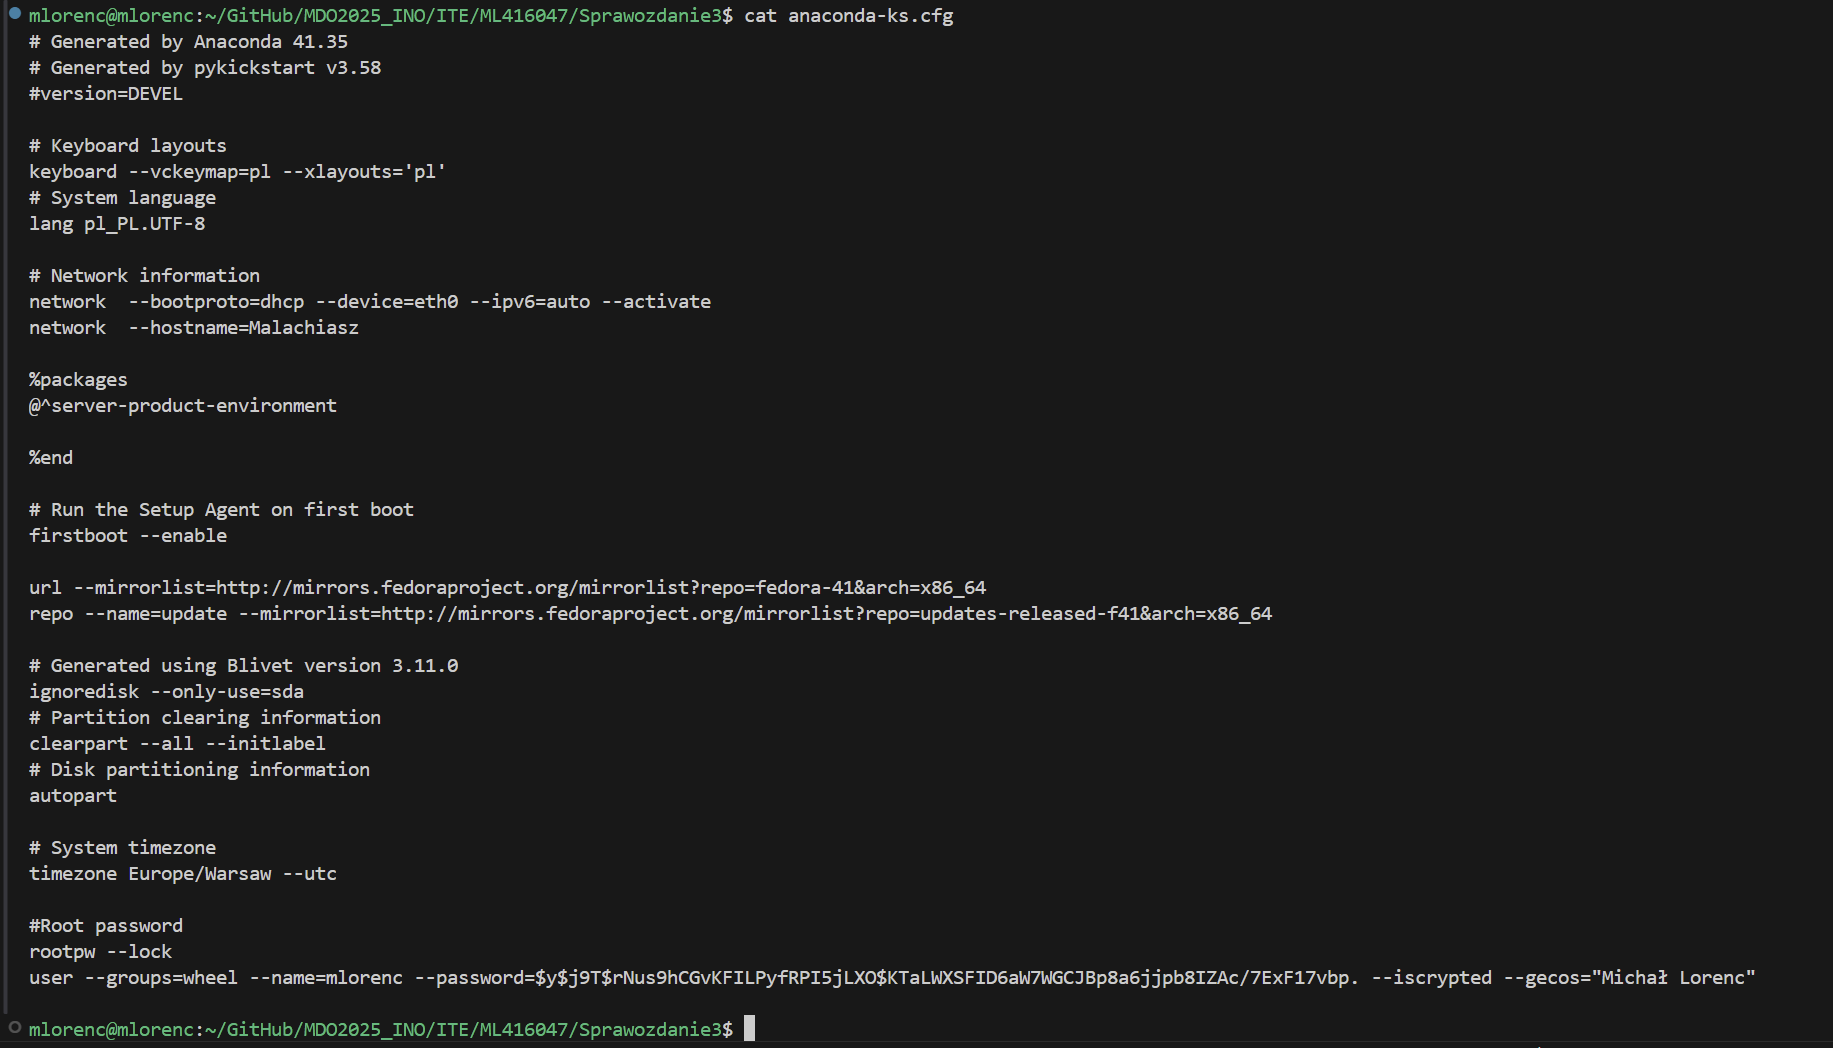 mlorenc@mlorenc:~/GitHub/MDO2025_INO/ITE/ML416047/Sprawozdanie3$ cat anaconda-ks.cfg
# Generated by Anaconda 41.35
# Generated by pykickstart v3.58
#version=DEVEL

# Keyboard layouts
keyboard --vckeymap=pl --xlayouts='pl'
# System language
lang pl_PL.UTF-8

# Network information
network  --bootproto=dhcp --device=eth0 --ipv6=auto --activate
network  --hostname=Malachiasz

%packages
@^server-product-environment

%end

# Run the Setup Agent on first boot
firstboot --enable

url --mirrorlist=http://mirrors.fedoraproject.org/mirrorlist?repo=fedora-41&arch=x86_64
repo --name=update --mirrorlist=http://mirrors.fedoraproject.org/mirrorlist?repo=updates-released-f41&arch=x86_64

# Generated using Blivet version 3.11.0
ignoredisk --only-use=sda
# Partition clearing information
clearpart --all --initlabel
# Disk partitioning information
autopart

# System timezone
timezone Europe/Warsaw --utc

#Root password
rootpw --lock
user --groups=wheel --name=mlorenc --password=$y$j9T$rNus9hCGvKFILPyfRPI5jLXO$KTaLWXSFID6aW7WGCJBp8a6jjpb8IZAc/7ExF17vbp. --iscrypted --gecos="Michał Lorenc"

mlorenc@mlorenc:~/GitHub/MDO2025_INO/ITE/ML416047/Sprawozdanie3$